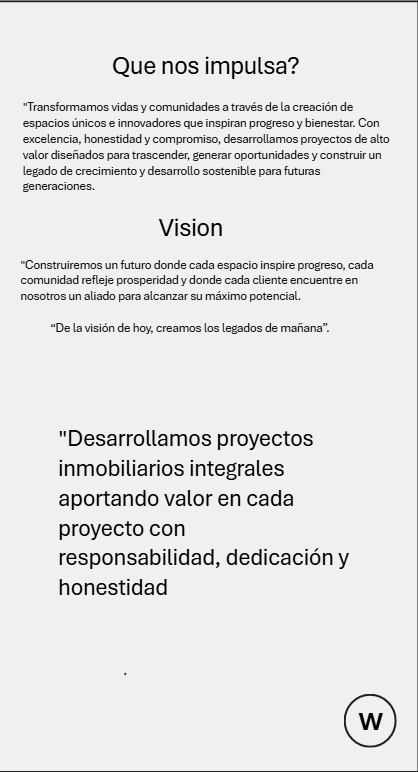 Que nos impulsa?
"Transformamos vidas y comunidades a través de la creación de
espacios únicos e innovadores que inspiran progreso y bienestar. Con
excelencia, honestidad y compromiso, desarrollamos proyectos de alto
valor diseñados para trascender, generar oportunidades y construir un
legado de crecimiento y desarrollo sostenible para futuras
generaciones.
Vision
"Construiremos un futuro donde cada espacio inspire progreso, cada
comunidad refleje prosperidad y donde cada cliente encuentre en
nosotros un aliado para alcanzar su máximo potencial.
“De la visión de hoy, creamos los legados de mañana”.
"Desarrollamos proyectos
inmobiliarios integrales
aportando valor en cada
proyecto con
responsabilidad, dedicación y
honestidad
.
W